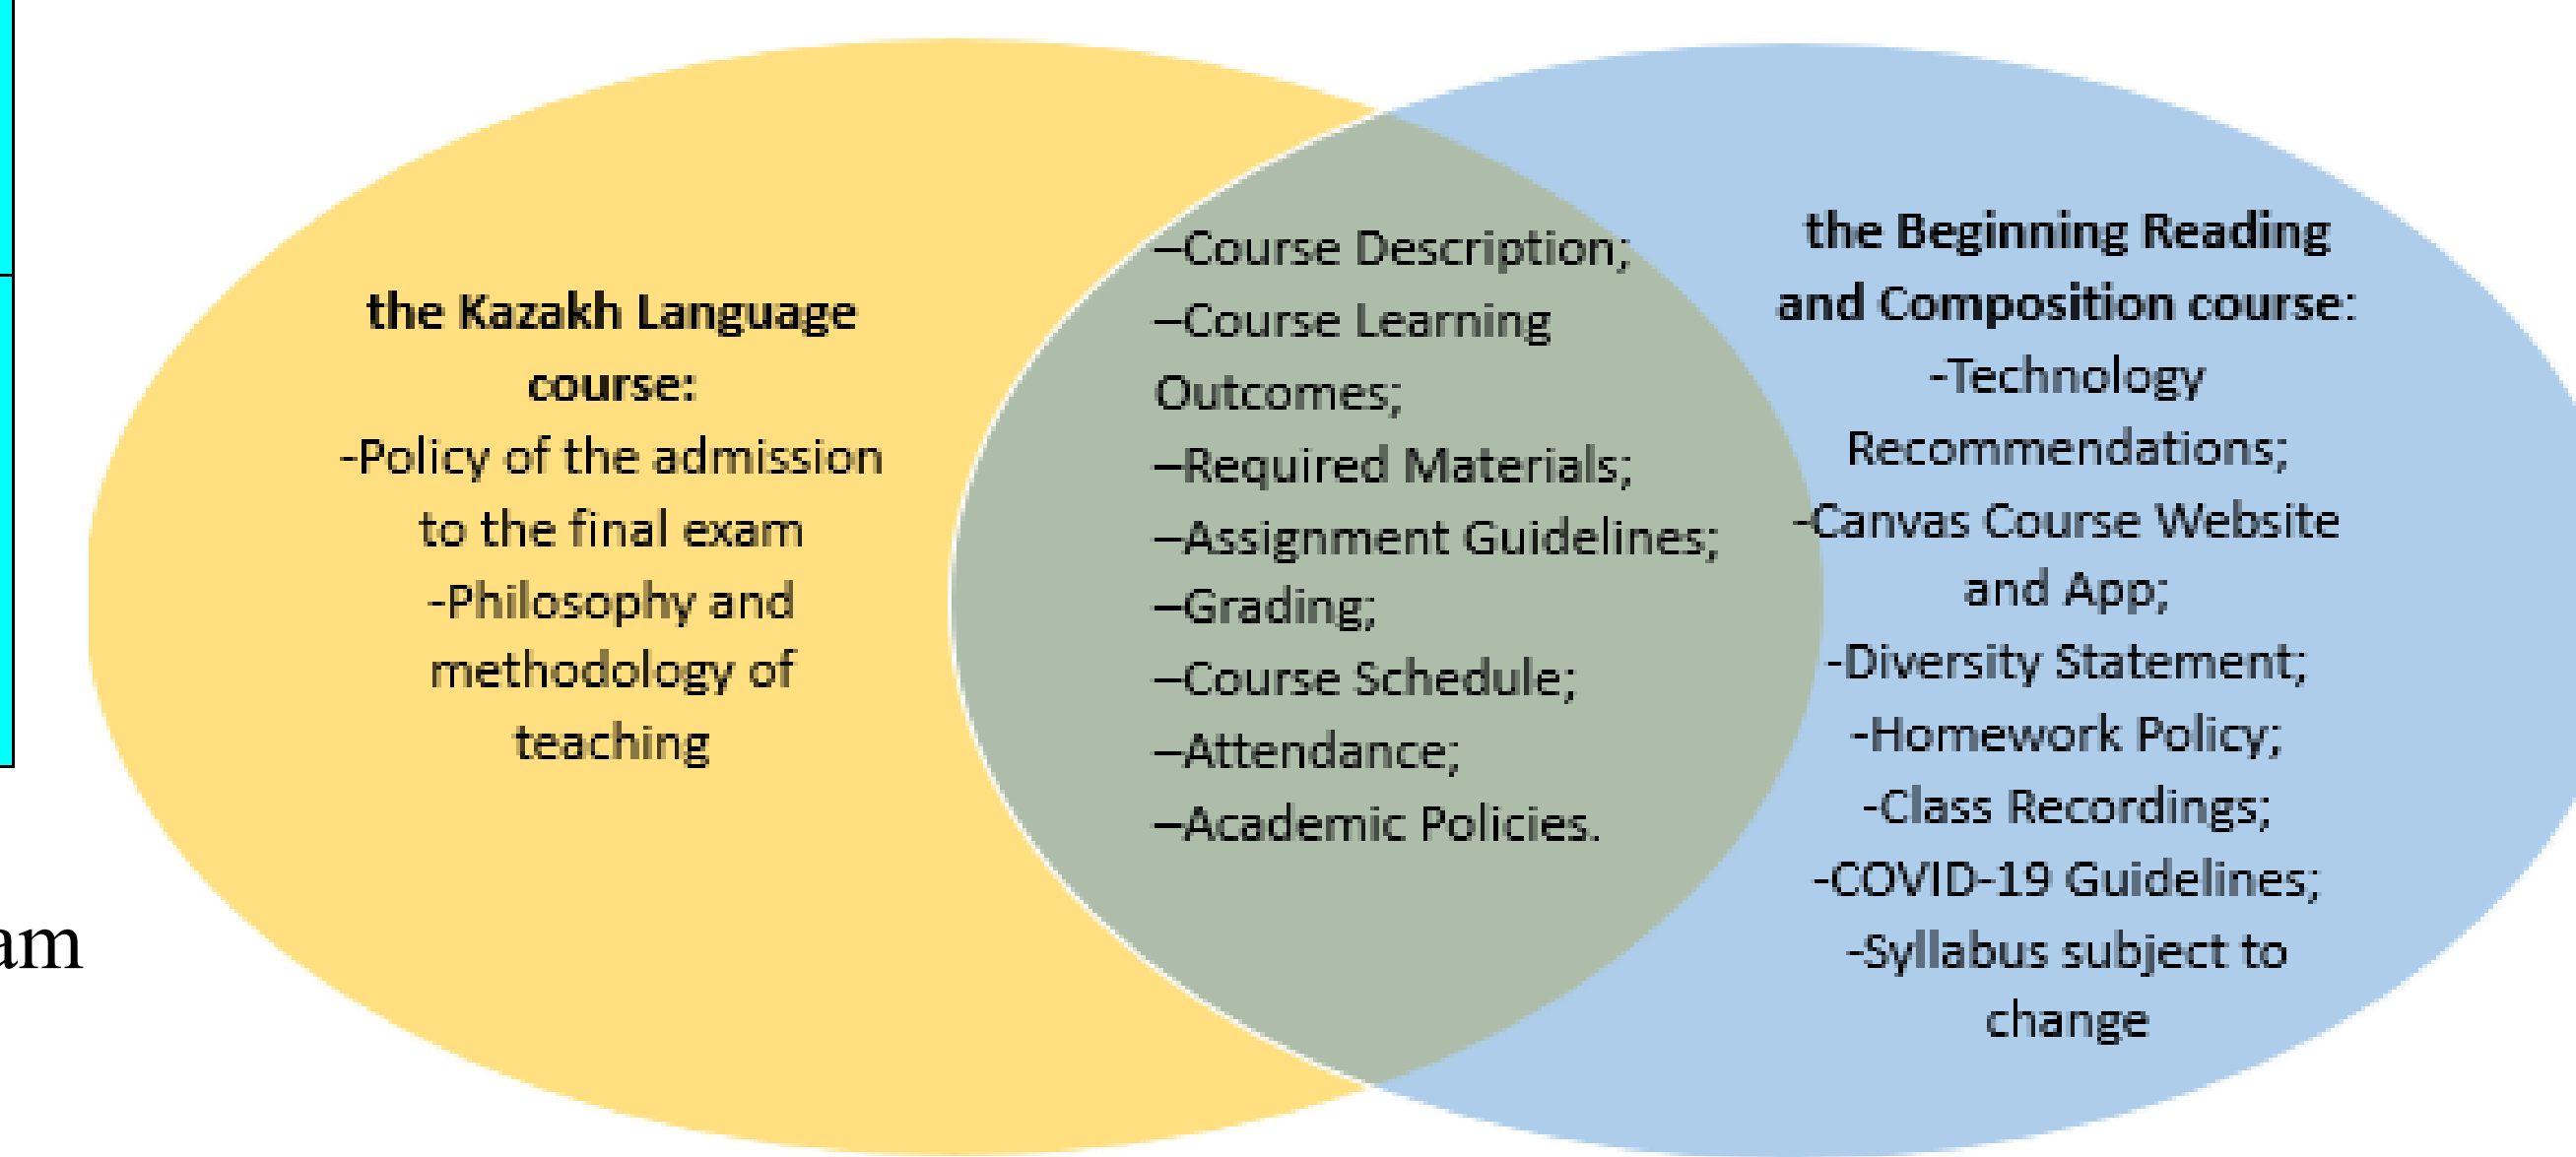 the Kazakh Language
course:
-Policy of the admission
to the final exam
-Philosophy and
methodology of
teaching
–Course Description;
–Course Learning
Outcomes;
–Required Materials;
–Assignment Guidelines;
–Grading;
–Course Schedule;
–Attendance;
–Academic Policies.
the Beginning Reading
and Composition course:
-Technology
Recommendations;
-Canvas Course Website
and App;
-Diversity Statement;
-Homework Policy;
-Class Recordings;
-COVID-19 Guidelines;
-Syllabus subject to
change